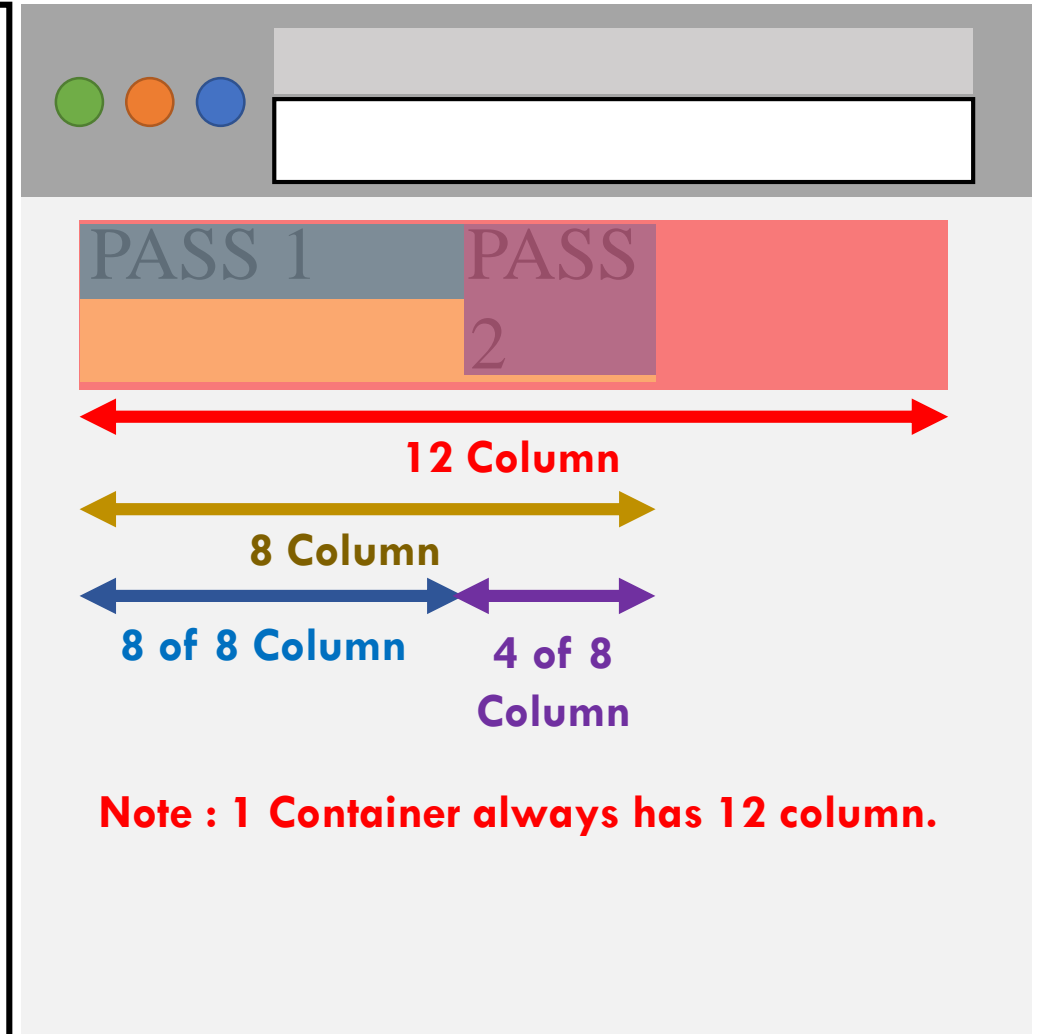 PASS 1
PASS
2
12 Column
8 Column
8 of 8 Column
4 of 8
Column
Note : 1 Container always has 12 column.